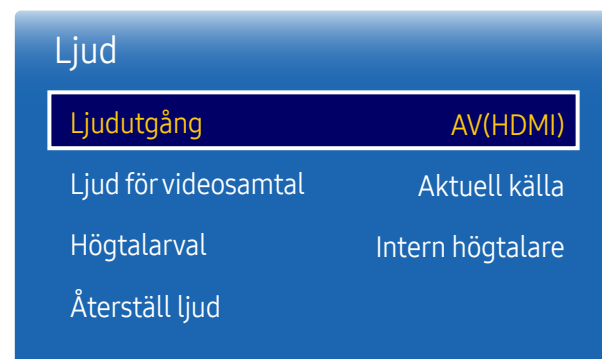 Ljud
Ljudutgång AV(HDMI)
Ljud för videosamtal Aktuell källa
Högtalarval Intern högtalare
Återställ ljud